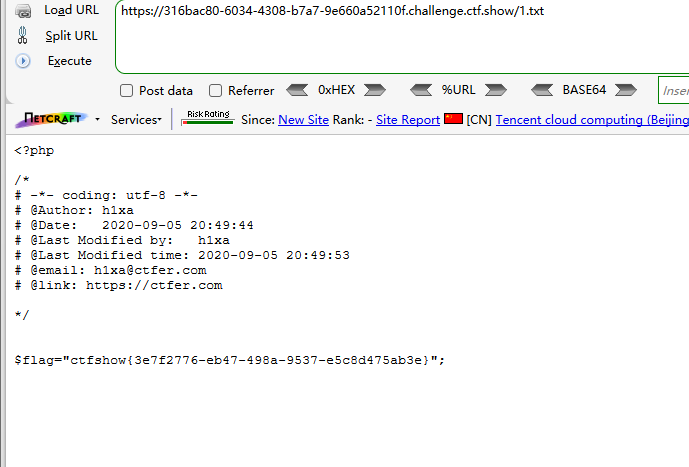 Load URL
https://316bac80-6034-4308-b7a7-9e660a52110f.challenge.ctf.show/1.txt
Split URL
Execute
Post data Referrer 0xHEX %URL BASE64 Inser
NETCRAFT Services Risk Rating Since: New Site Rank: - Site Report [CN] Tencent cloud computing (Beijing
<?php
/*
# -*- coding: utf-8 -*-
# @Author: h1xa
# @Date:   2020-09-05 20:49:44
# @Last Modified by:   h1xa
# @Last Modified time: 2020-09-05 20:49:53
# @email: h1xa@ctfer.com
# @link: https://ctfer.com
*/
$flag="ctfshow{3e7f2776-eb47-498a-9537-e5c8d475ab3e}";